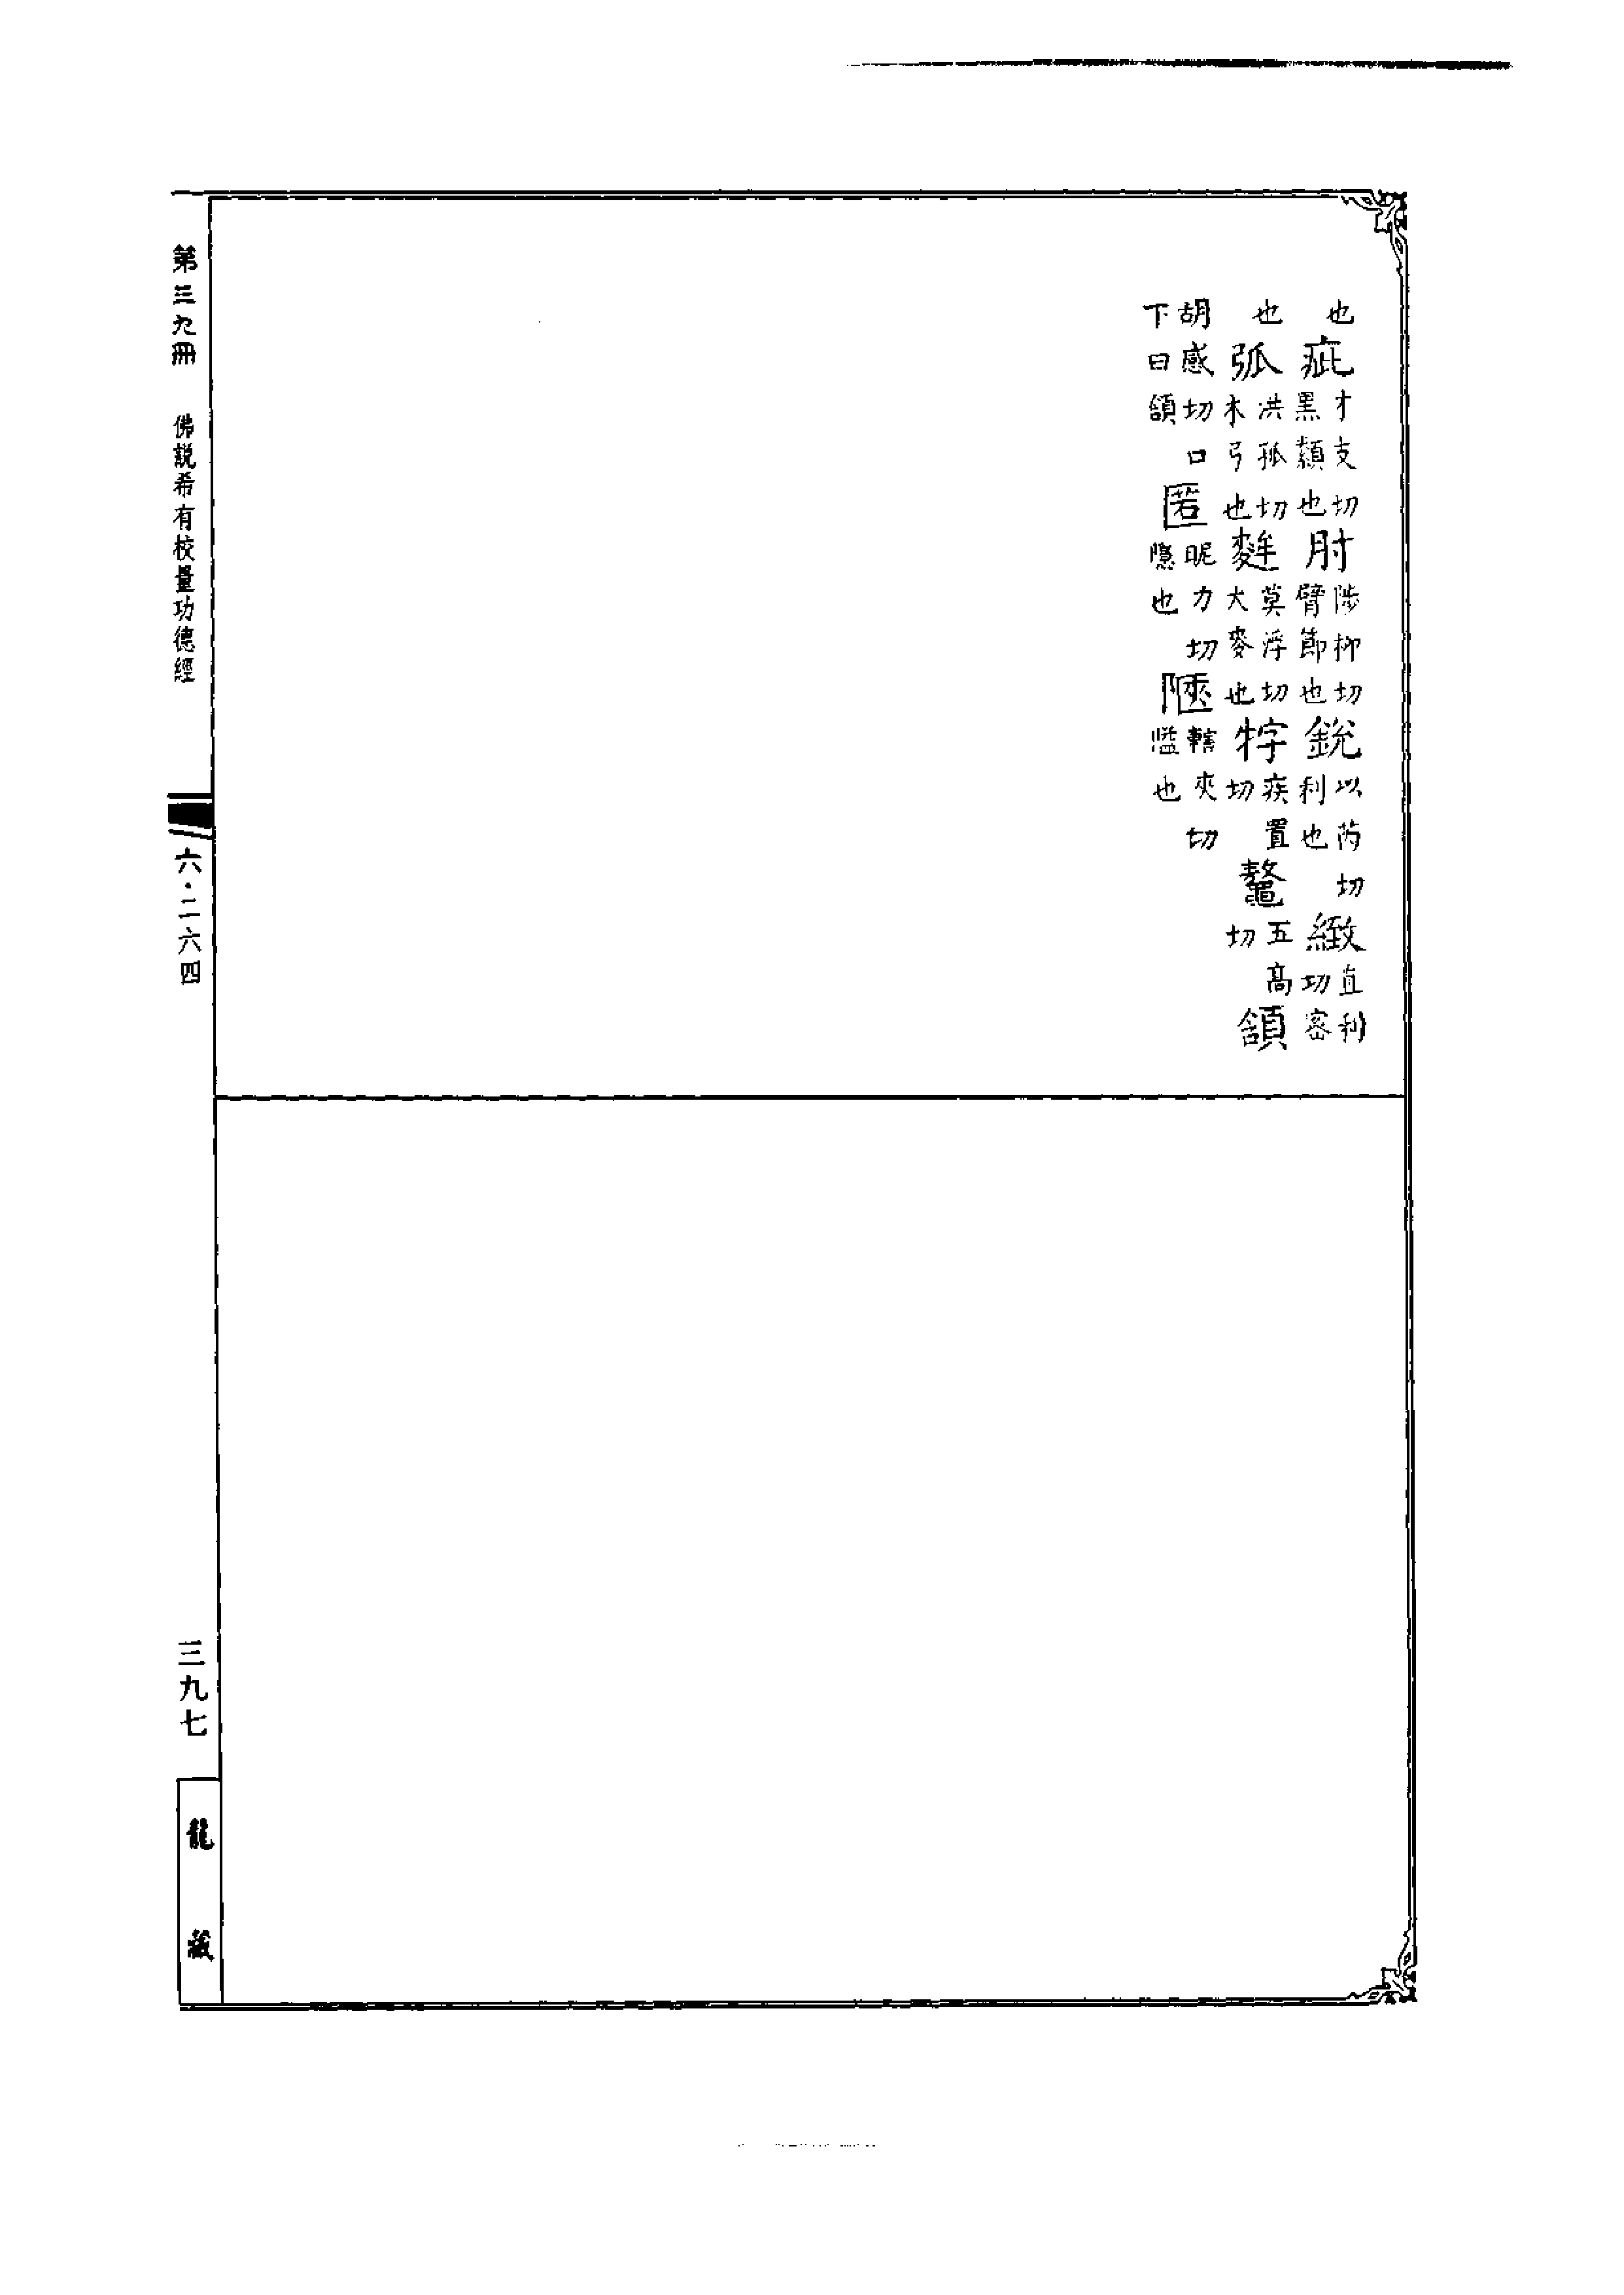 也疵才支切黑纇也肘陟柳切臂節也銳以芮切利也緻直利切密
也弧洪孤切木弓也麰莫浮切大麥也牸疾置切鼇五高切頷
胡感切口下曰頷匿昵力切隱也陿轄夾切隘也
第三九冊 佛說希有校量功德經 六·二六四 三九七 龍藏